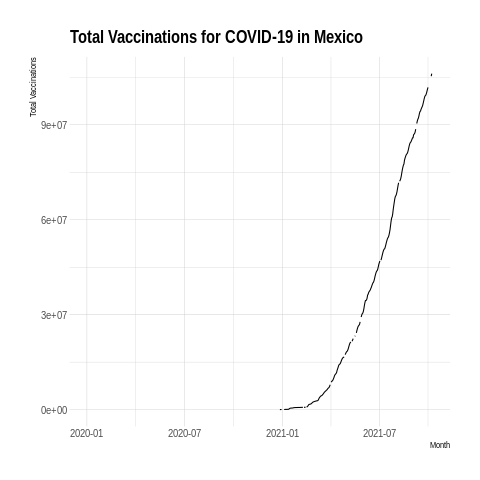 Total Vaccinations for COVID-19 in Mexico
Total Vaccinations
9e+07
6e+07
3e+07
0e+00
2020-01 2020-07 2021-01 2021-07
Month